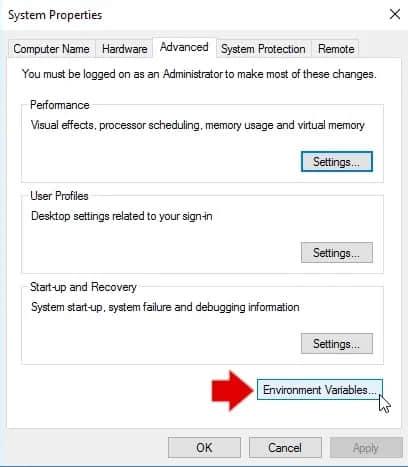 System Properties
Computer Name Hardware Advanced System Protection Remote
You must be logged on as an Administrator to make most of these changes.
Performance
Visual effects, processor scheduling, memory usage and virtual memory
Settings...
User Profiles
Desktop settings related to your sign-in
Settings...
Start-up and Recovery
System start-up, system failure and debugging information
Settings...
Environment Variables...
OK Cancel Apply